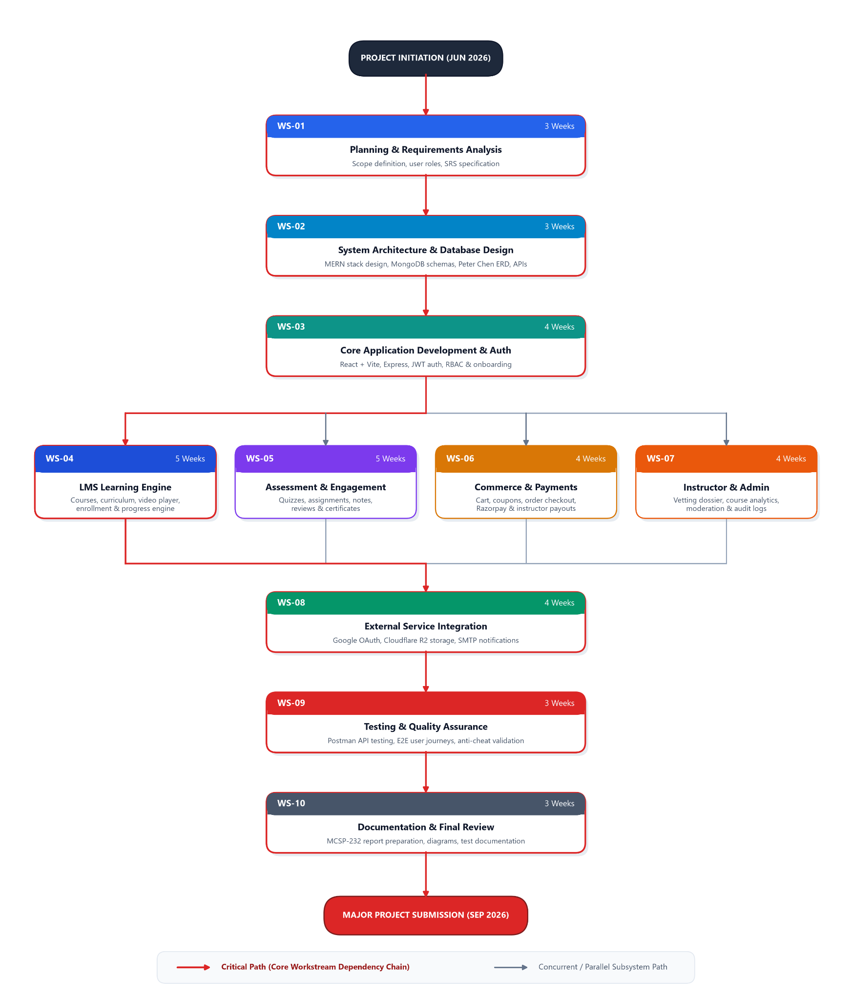 PROJECT INITIATION (JUN 2026)
WS-01
3 Weeks
Planning & Requirements Analysis
Scope definition, user roles, SRS specification
WS-02
3 Weeks
System Architecture & Database Design
MERN stack design, MongoDB schemas, Peter Chen ERD, APIs
WS-03
4 Weeks
Core Application Development & Auth
React + Vite, Express, JWT auth, RBAC & onboarding
WS-04
5 Weeks
LMS Learning Engine
Courses, curriculum, video player,
enrollment & progress engine
WS-05
5 Weeks
Assessment & Engagement
Quizzes, assignments, notes,
reviews & certificates
WS-06
4 Weeks
Commerce & Payments
Cart, coupons, order checkout,
Razorpay & instructor payouts
WS-07
4 Weeks
Instructor & Admin
Vetting dossier, course analytics,
moderation & audit logs
WS-08
4 Weeks
External Service Integration
Google OAuth, Cloudflare R2 storage, SMTP notifications
WS-09
3 Weeks
Testing & Quality Assurance
Postman API testing, E2E user journeys, anti-cheat validation
WS-10
3 Weeks
Documentation & Final Review
MCSP-232 report preparation, diagrams, test documentation
MAJOR PROJECT SUBMISSION (SEP 2026)
Critical Path (Core Workstream Dependency Chain)
Concurrent / Parallel Subsystem Path